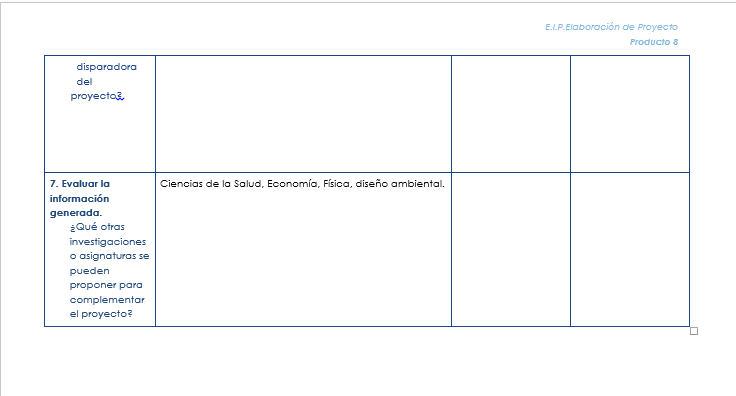 E.I.P.Elaboración de Proyecto
Producto 8
disparadora
del
proyecto?.
7. Evaluar la
información
generada.
¿Qué otras
investigaciones
o asignaturas se
pueden
proponer para
complementar
el proyecto?
Ciencias de la Salud, Economía, Física, diseño ambiental.